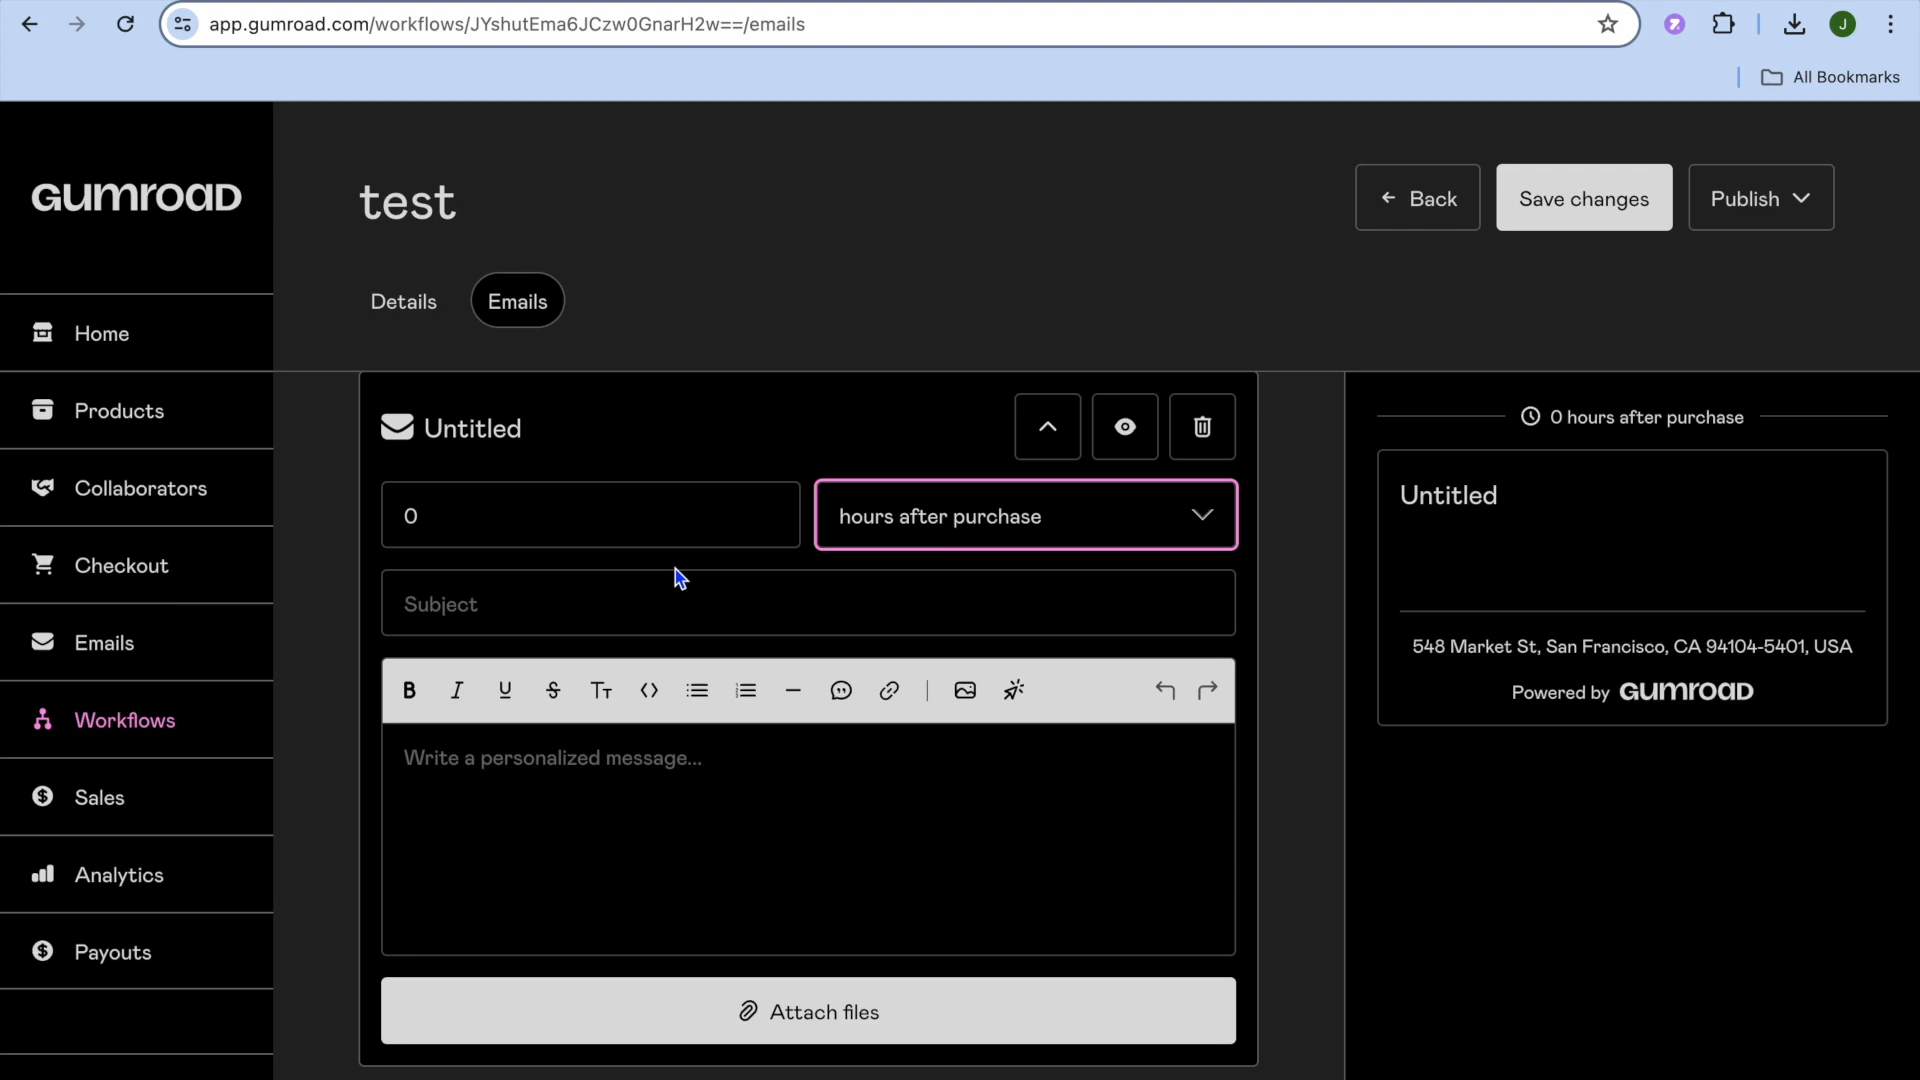 app.gumroad.com/workflows/JYshutEma6JCzw0GnarH2w==/emails
J
All Bookmarks
GUMROAD
test
Back
Save changes
Publish
Details
Emails
Home
Products
Collaborators
Checkout
Emails
Workflows
Sales
Analytics
Payouts
Untitled
0
hours after purchase
Subject
Write a personalized message...
Attach files
0 hours after purchase
Untitled
548 Market St, San Francisco, CA 94104-5401, USA
Powered by GUMROAD